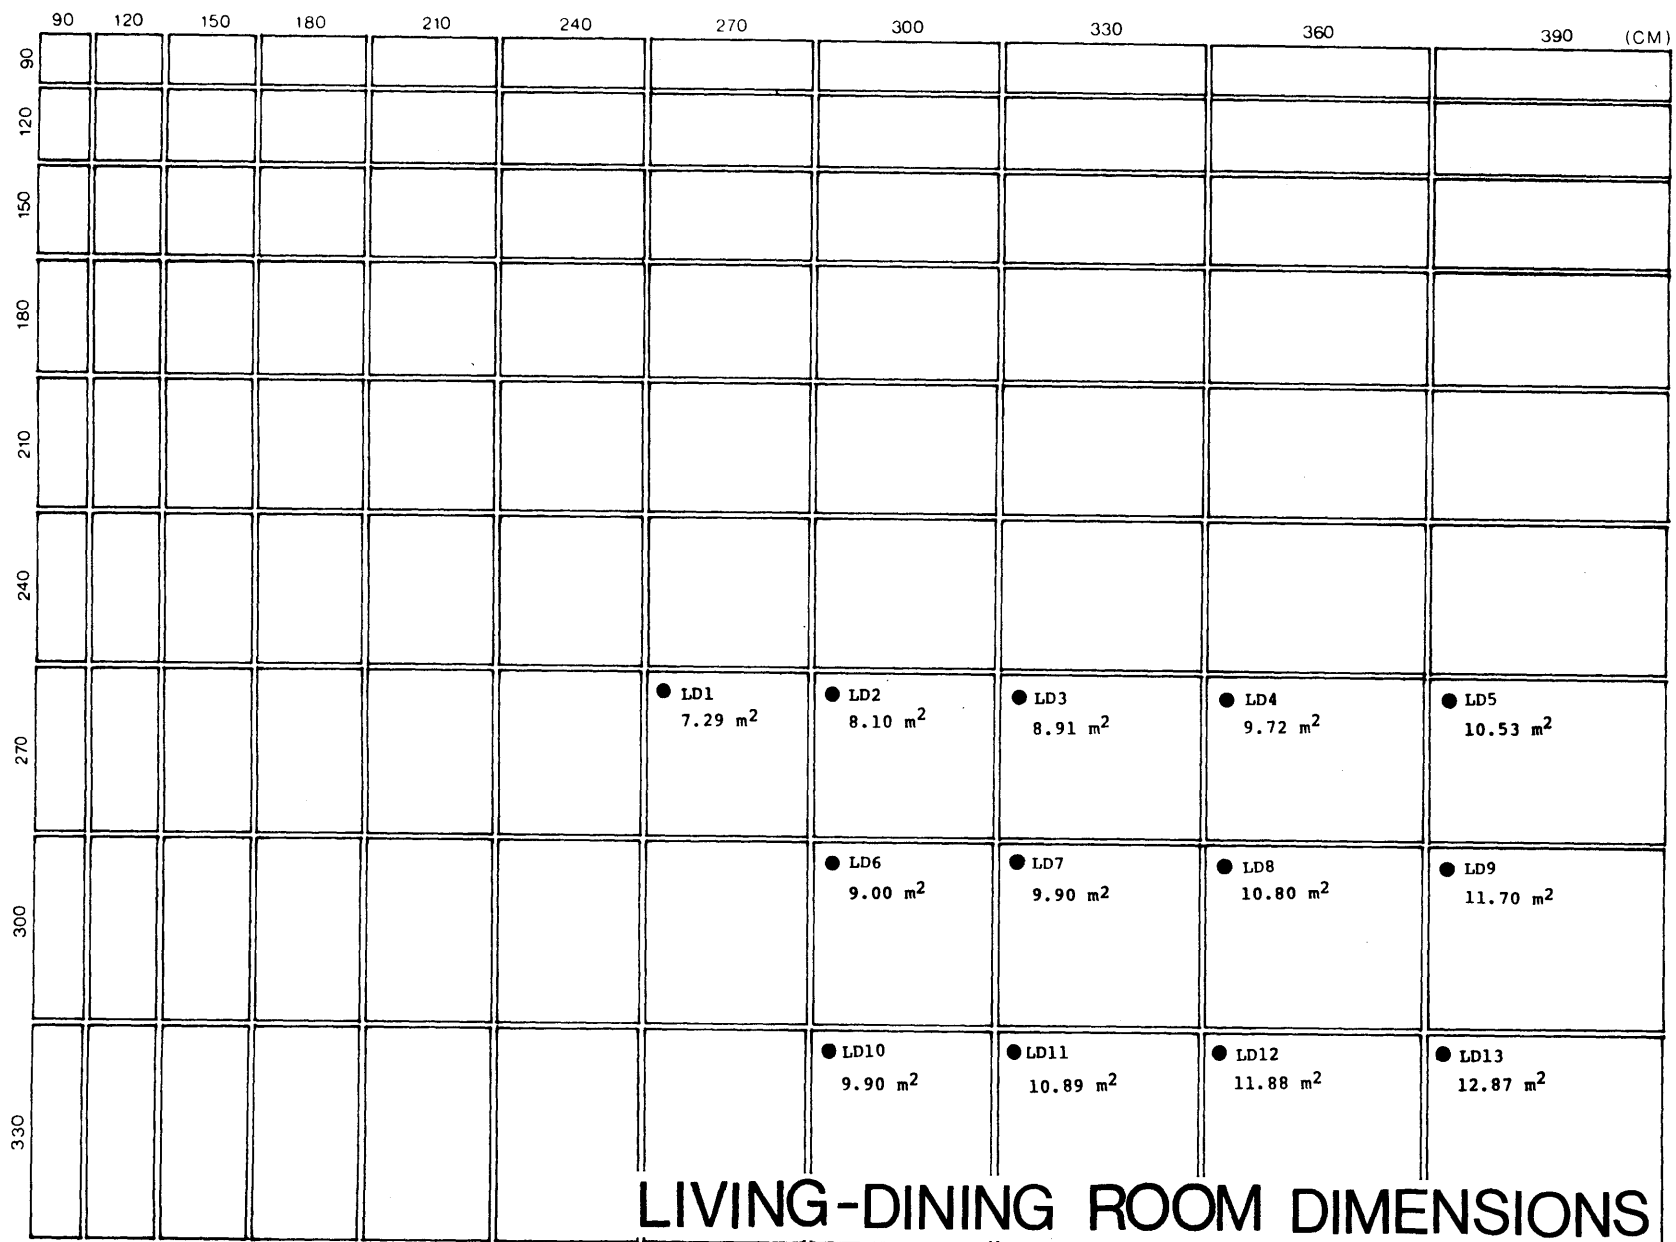 90 120 150 180 210 240 270 300 330 360 390 (CM)
90
120
150
180
210
240
270
● LD1 ● LD2 ● LD3 ● LD4 ● LD5
7.29 m² 8.10 m² 8.91 m² 9.72 m² 10.53 m²
300
● LD6 ● LD7 ● LD8 ● LD9
9.00 m² 9.90 m² 10.80 m² 11.70 m²
330
● LD10 ● LD11 ● LD12 ● LD13
9.90 m² 10.89 m² 11.88 m² 12.87 m²
LIVING-DINING ROOM DIMENSIONS